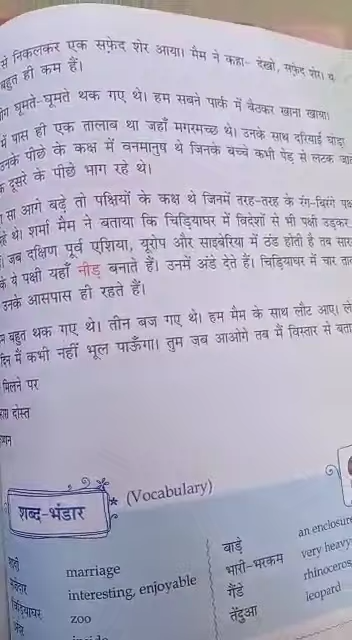 से निकलकर एक सफ़ेद शेर आया। मैम ने कहा- देखो, सफ़ेद शेर। य
बहुत ही कम हैं।
घूमते-घूमते थक गए थे। हम सबने पार्क में बैठकर खाना खाया।
में पास ही एक तालाब था जहाँ मगरमच्छ थे। उनके साथ दरियाई घोड़ा
उनके पीछे के कक्ष में वनमानुष थे जिनके बच्चे कभी पेड़ से लटक जाते
दूसरे के पीछे भाग रहे थे।
सा आगे बढ़े तो पक्षियों के कक्ष थे जिनमें तरह-तरह के रंग-बिरंगे पक्ष
थे। शर्मा मैम ने बताया कि चिड़ियाघर में विदेशों से भी पक्षी उड़कर
जब दक्षिण पूर्व एशिया, यूरोप और साइबेरिया में ठंड होती है तब सार
ये पक्षी यहाँ नीड़ बनाते हैं। उनमें अंडे देते हैं। चिड़ियाघर में चार ता
उनके आसपास ही रहते हैं।
बहुत थक गए थे। तीन बज गए थे। हम मैम के साथ लौट आए। ले
दिन मैं कभी नहीं भूल पाऊँगा। तुम जब आओगे तब मैं विस्तार से बता
मिलने पर
दोस्त
शब्द-भंडार (Vocabulary)
marriage
interesting, enjoyable
चिड़ियाघर zoo
inside
बाड़े an enclosure
भारी-भरकम very heavy
गैंडे rhinoceros
तेंदुआ leopard